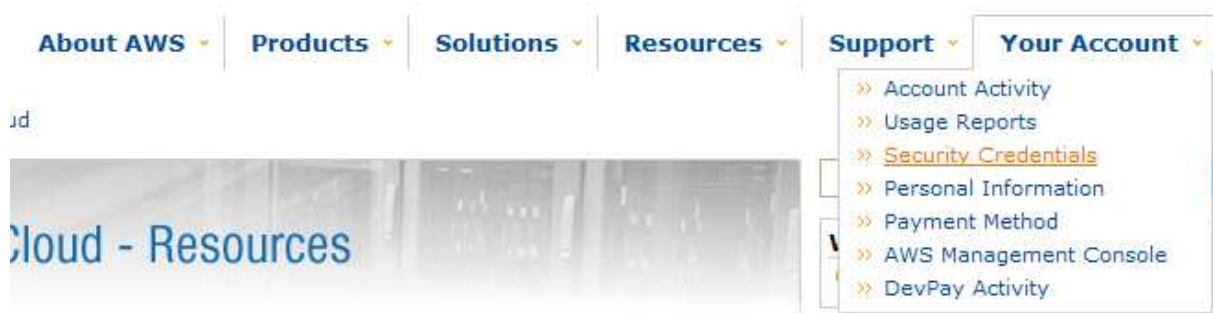 About AWS Products Solutions Resources Support Your Account
Account Activity
ud
Usage Reports
Security Credentials
Personal Information
Cloud - Resources
Payment Method
AWS Management Console
DevPay Activity